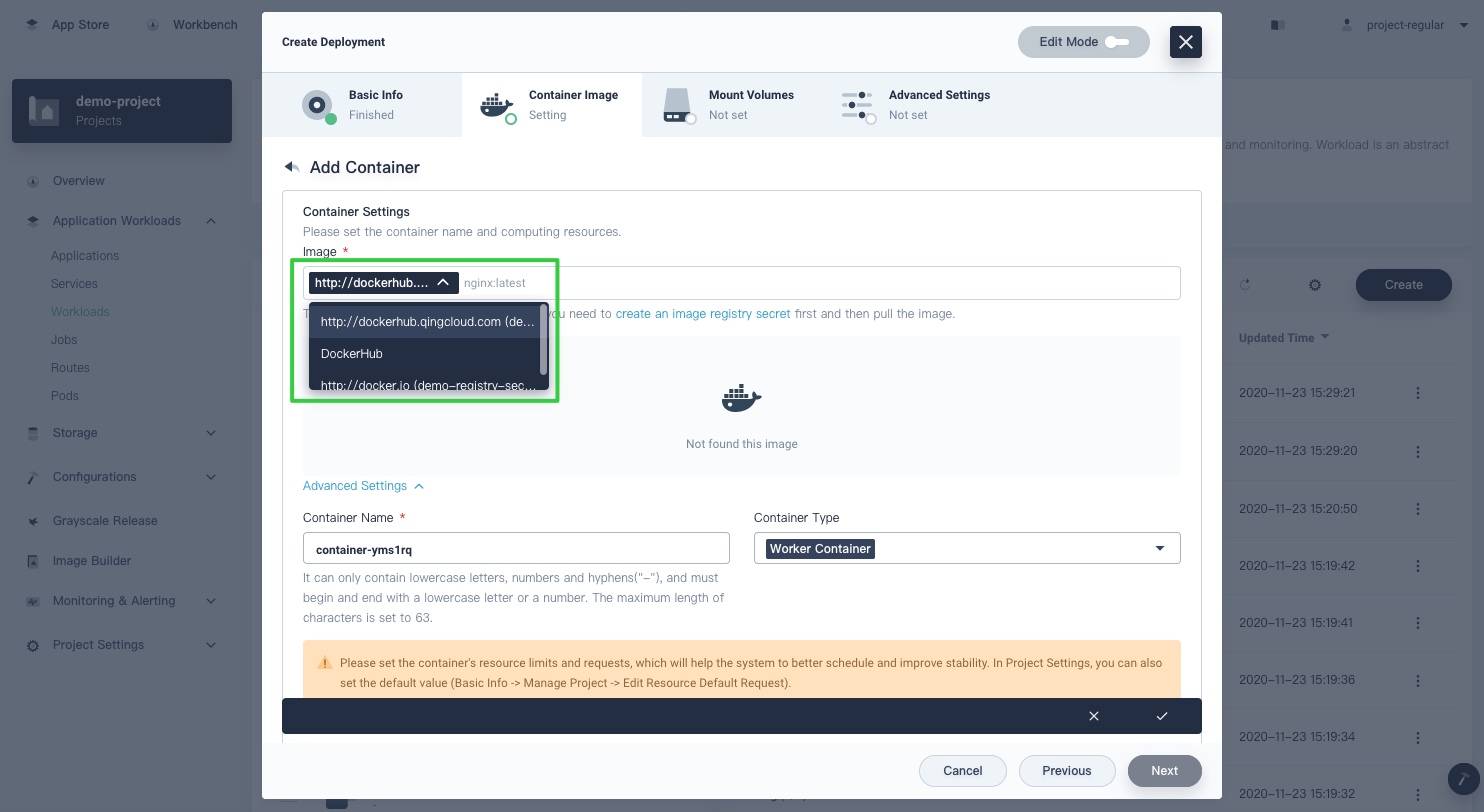 App Store
Workbench
project-regular
demo-project
Projects
Overview
Application Workloads
Applications
Services
Workloads
Jobs
Routes
Pods
Storage
Configurations
Grayscale Release
Image Builder
Monitoring & Alerting
Project Settings
Create Deployment
Edit Mode
Basic Info
Finished
Container Image
Setting
Mount Volumes
Not set
Advanced Settings
Not set
Add Container
Container Settings
Please set the container name and computing resources.
Image *
http://dockerhub.... nginx:latest
you need to create an image registry secret first and then pull the image.
http://dockerhub.qingcloud.com (de...
DockerHub
http://docker.io (demo-registry-sec...
Not found this image
Advanced Settings
Container Name *
container-yms1rq
It can only contain lowercase letters, numbers and hyphens("-"), and must
begin and end with a lowercase letter or a number. The maximum length of
characters is set to 63.
Container Type
Worker Container
Please set the container's resource limits and requests, which will help the system to better schedule and improve stability. In Project Settings, you can also
set the default value (Basic Info -> Manage Project -> Edit Resource Default Request).
Cancel
Previous
Next
and monitoring. Workload is an abstract
Create
Updated Time
2020-11-23 15:29:21
2020-11-23 15:29:20
2020-11-23 15:20:50
2020-11-23 15:19:42
2020-11-23 15:19:41
2020-11-23 15:19:36
2020-11-23 15:19:34
2020-11-23 15:19:32